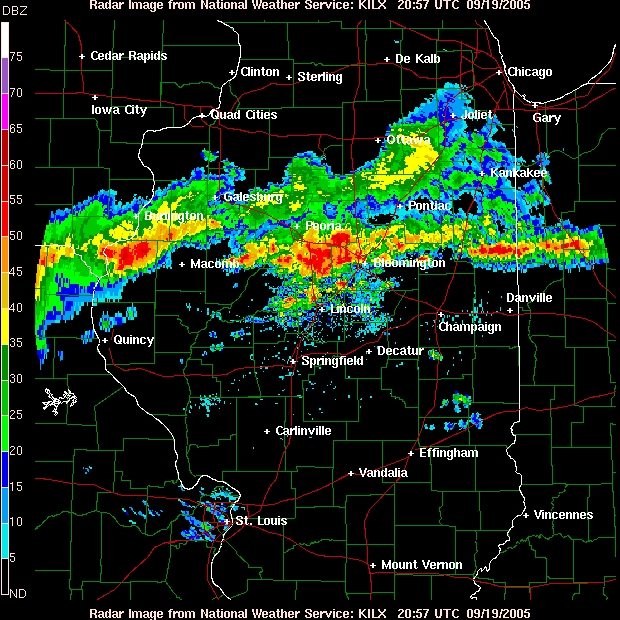 Radar Image from National Weather Service: KILX 20:57 UTC 09/19/2005
DBZ
75
70
65
60
55
50
45
40
35
30
25
20
15
10
5
ND
Cedar Rapids
De Kalb
Clinton
Sterling
Chicago
Iowa City
Quad Cities
Joliet
Gary
Ottawa
Kankakee
Galesburg
Pontiac
Burlington
Peoria
Macomb
Bloomington
Danville
Lincoln
Champaign
Quincy
Decatur
Springfield
Carlinville
Effingham
Vandalia
Vincennes
St. Louis
Mount Vernon
Radar Image from National Weather Service: KILX 20:57 UTC 09/19/2005